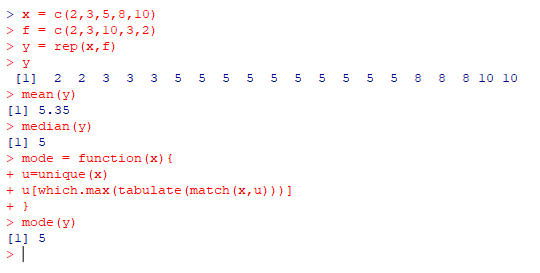 > x = c(2,3,5,8,10)
> f = c(2,3,10,3,2)
> y = rep(x,f)
> y
[1] 2 2 3 3 3 5 5 5 5 5 5 5 5 5 5 8 8 8 10 10
> mean(y)
[1] 5.35
> median(y)
[1] 5
> mode = function(x){
+ u=unique(x)
+ u[which.max(tabulate(match(x,u)))]
+ }
> mode(y)
[1] 5
>